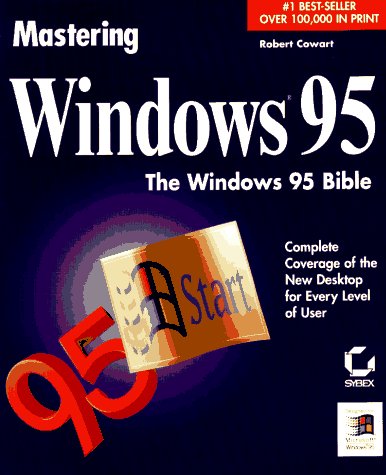 #1 BEST-SELLER
OVER 100,000 IN PRINT
Mastering
Robert Cowart
Windows® 95
The Windows 95 Bible
Complete
Coverage of the
New Desktop
for Every Level
of User
Start
95
SYBEX
Microsoft